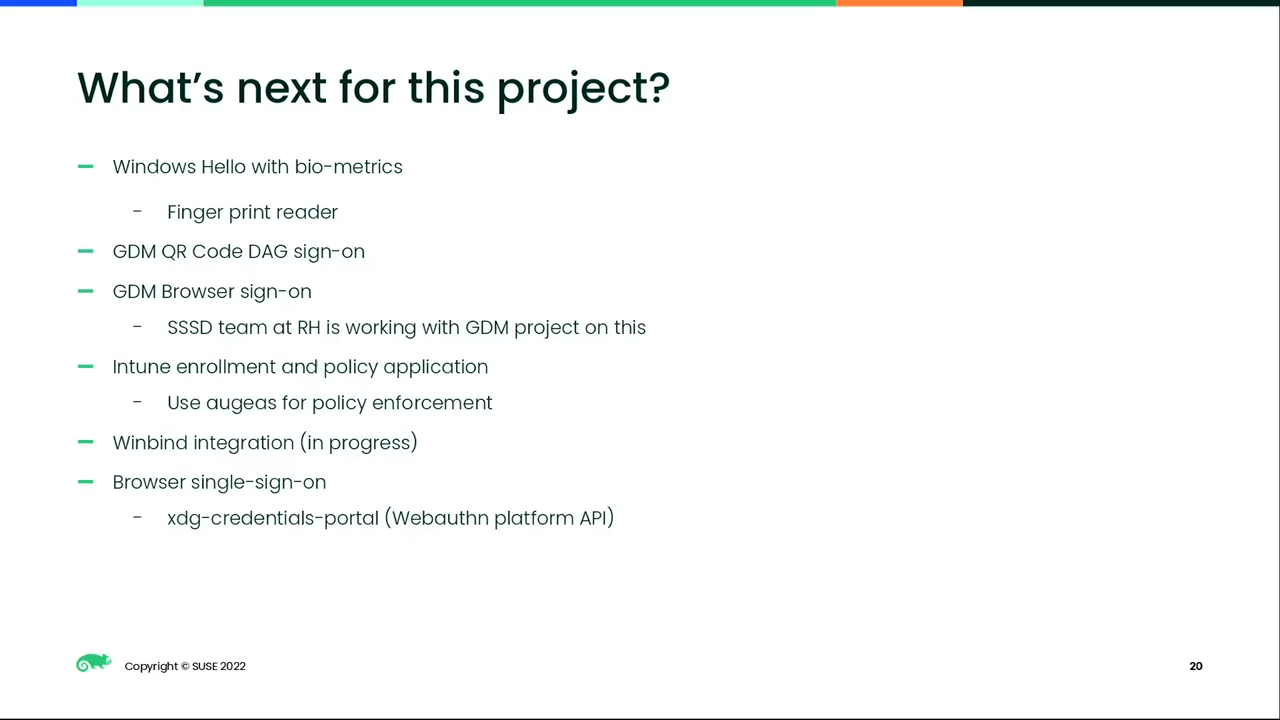 What’s next for this project?
Windows Hello with bio-metrics
- Finger print reader
GDM QR Code DAG sign-on
GDM Browser sign-on
- SSSD team at RH is working with GDM project on this
Intune enrollment and policy application
- Use augeas for policy enforcement
Winbind integration (in progress)
Browser single-sign-on
- xdg-credentials-portal (Webauthn platform API)
Copyright © SUSE 2022
20